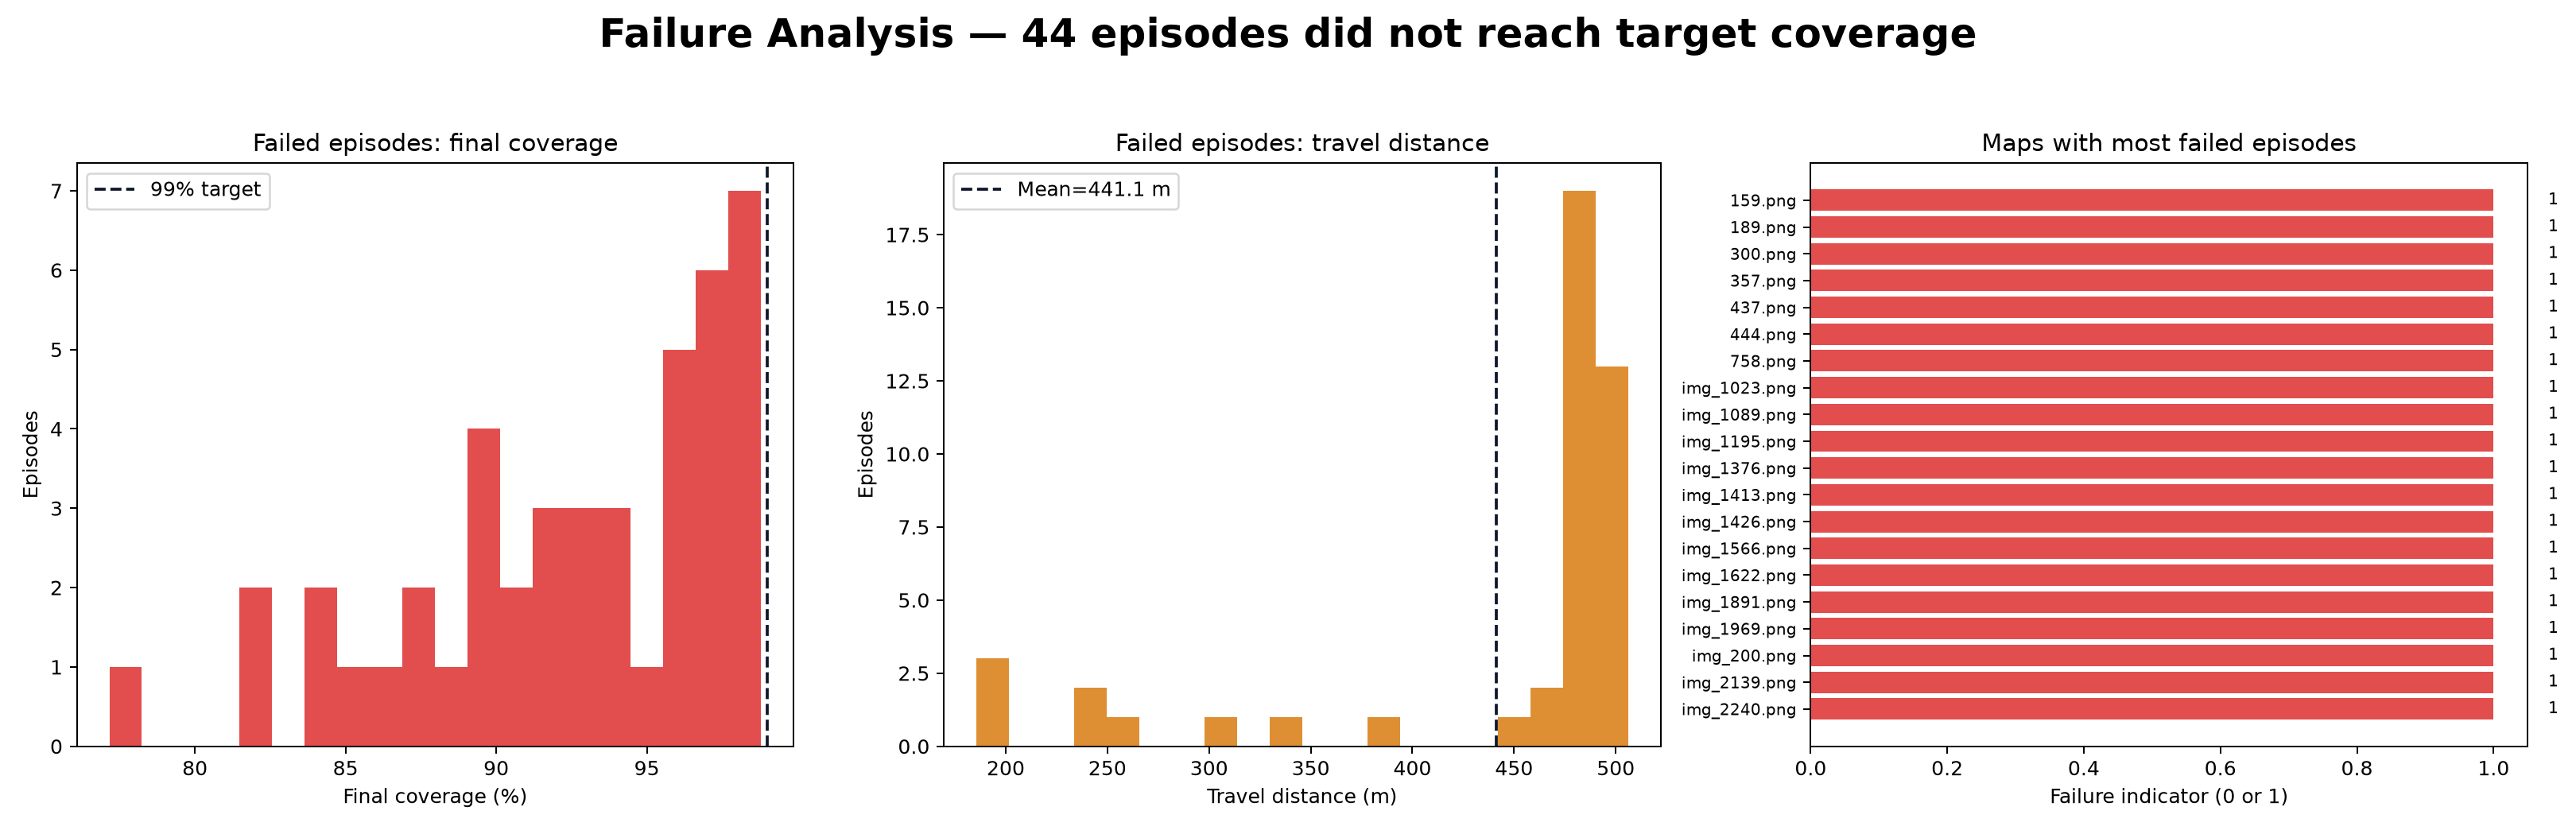 Failure Analysis — 44 episodes did not reach target coverage
Failed episodes: final coverage
99% target
Episodes
7
6
5
4
3
2
1
0
80
85
90
95
Final coverage (%)
Failed episodes: travel distance
Mean=441.1 m
Episodes
17.5
15.0
12.5
10.0
7.5
5.0
2.5
0.0
200
250
300
350
400
450
500
Travel distance (m)
Maps with most failed episodes
159.png 1
189.png 1
300.png 1
357.png 1
437.png 1
444.png 1
758.png 1
img_1023.png 1
img_1089.png 1
img_1195.png 1
img_1376.png 1
img_1413.png 1
img_1426.png 1
img_1566.png 1
img_1622.png 1
img_1891.png 1
img_1969.png 1
img_200.png 1
img_2139.png 1
img_2240.png 1
0.0
0.2
0.4
0.6
0.8
1.0
Failure indicator (0 or 1)